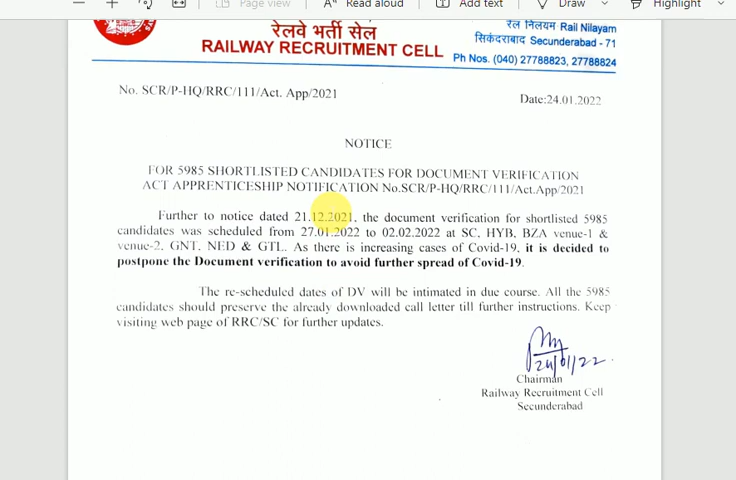 Page view Read aloud Add text Draw Highlight
रेलवे भर्ती सेल
RAILWAY RECRUITMENT CELL
रेल निलयम Rail Nilayam
सिकंदराबाद Secunderabad - 71
Ph Nos. (040) 27788823, 27788824
No. SCR/P-HQ/RRC/111/Act. App/2021
Date:24.01.2022
NOTICE
FOR 5985 SHORTLISTED CANDIDATES FOR DOCUMENT VERIFICATION
ACT APPRENTICESHIP NOTIFICATION No.SCR/P-HQ/RRC/111/Act.App/2021
Further to notice dated 21.12.2021, the document verification for shortlisted 5985
candidates was scheduled from 27.01.2022 to 02.02.2022 at SC, HYB, BZA venue-1 &
venue-2, GNT, NED & GTL. As there is increasing cases of Covid-19, it is decided to
postpone the Document verification to avoid further spread of Covid-19.
The re-scheduled dates of DV will be intimated in due course. All the 5985
candidates should preserve the already downloaded call letter till further instructions. Keep
visiting web page of RRC/SC for further updates.
24/01/22
Chairman
Railway Recruitment Cell
Secunderabad